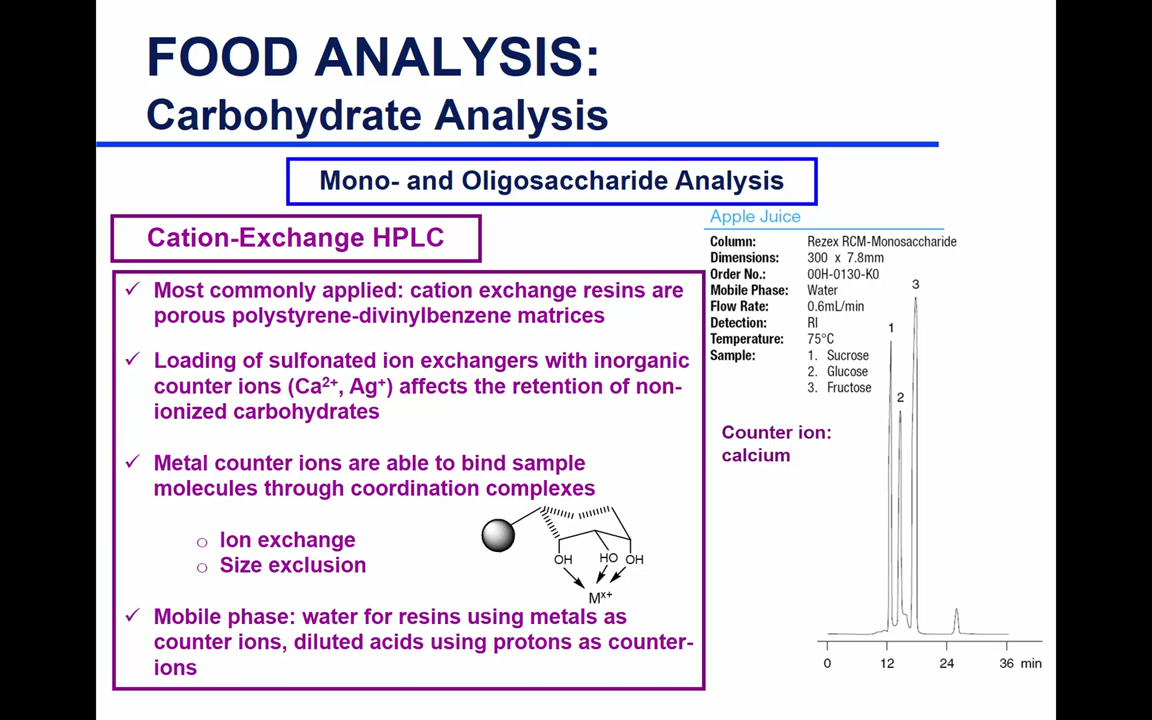 FOOD ANALYSIS:
Carbohydrate Analysis
Mono- and Oligosaccharide Analysis
Cation-Exchange HPLC
✓ Most commonly applied: cation exchange resins are
porous polystyrene-divinylbenzene matrices
✓ Loading of sulfonated ion exchangers with inorganic
counter ions (Ca²⁺, Ag⁺) affects the retention of non-
ionized carbohydrates
✓ Metal counter ions are able to bind sample
molecules through coordination complexes
o Ion exchange
o Size exclusion
OH HO OH
Mˣ⁺
✓ Mobile phase: water for resins using metals as
counter ions, diluted acids using protons as counter-
ions
Apple Juice
Column: Rezex RCM-Monosaccharide
Dimensions: 300 x 7.8mm
Order No.: 00H-0130-K0
Mobile Phase: Water
Flow Rate: 0.6mL/min
Detection: RI
Temperature: 75°C
Sample: 1. Sucrose
2. Glucose
3. Fructose
Counter ion:
calcium
3
1
2
0 12 24 36 min